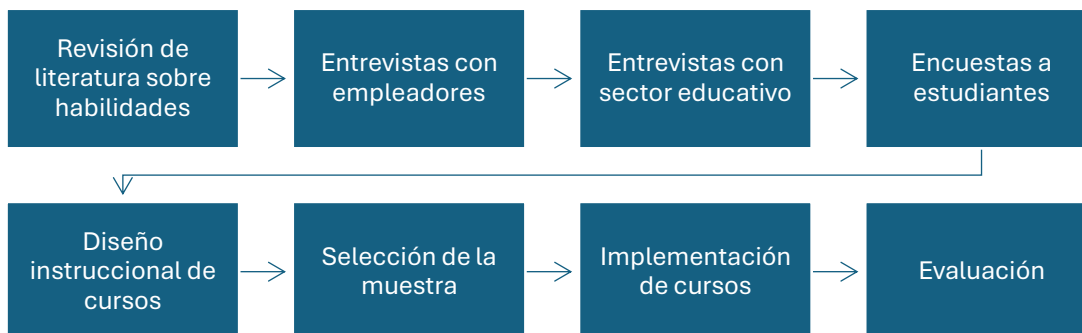 Revisión de
literatura sobre
habilidades
Entrevistas con
empleadores
Entrevistas con
sector educativo
Encuestas a
estudiantes
Diseño
instruccional de
cursos
Selección de la
muestra
Implementación
de cursos
Evaluación